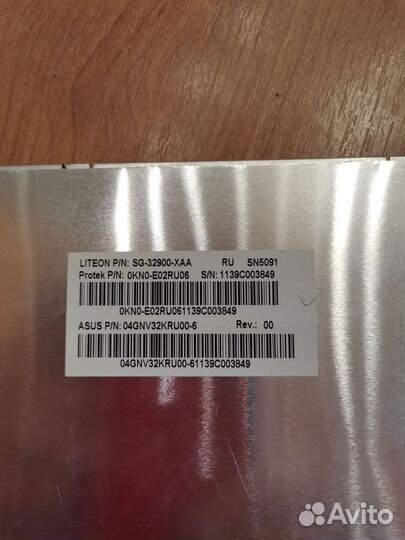 LITEON P/N: SG-32900-XAA RU SN5091
Protek P/N: 0KN0-E02RU06 S/N: 1139C003849
0KN0-E02RU061139C003849
ASUS P/N: 04GNV32KRU00-6 Rev.: 00
04GNV32KRU00-61139C003849
Avito